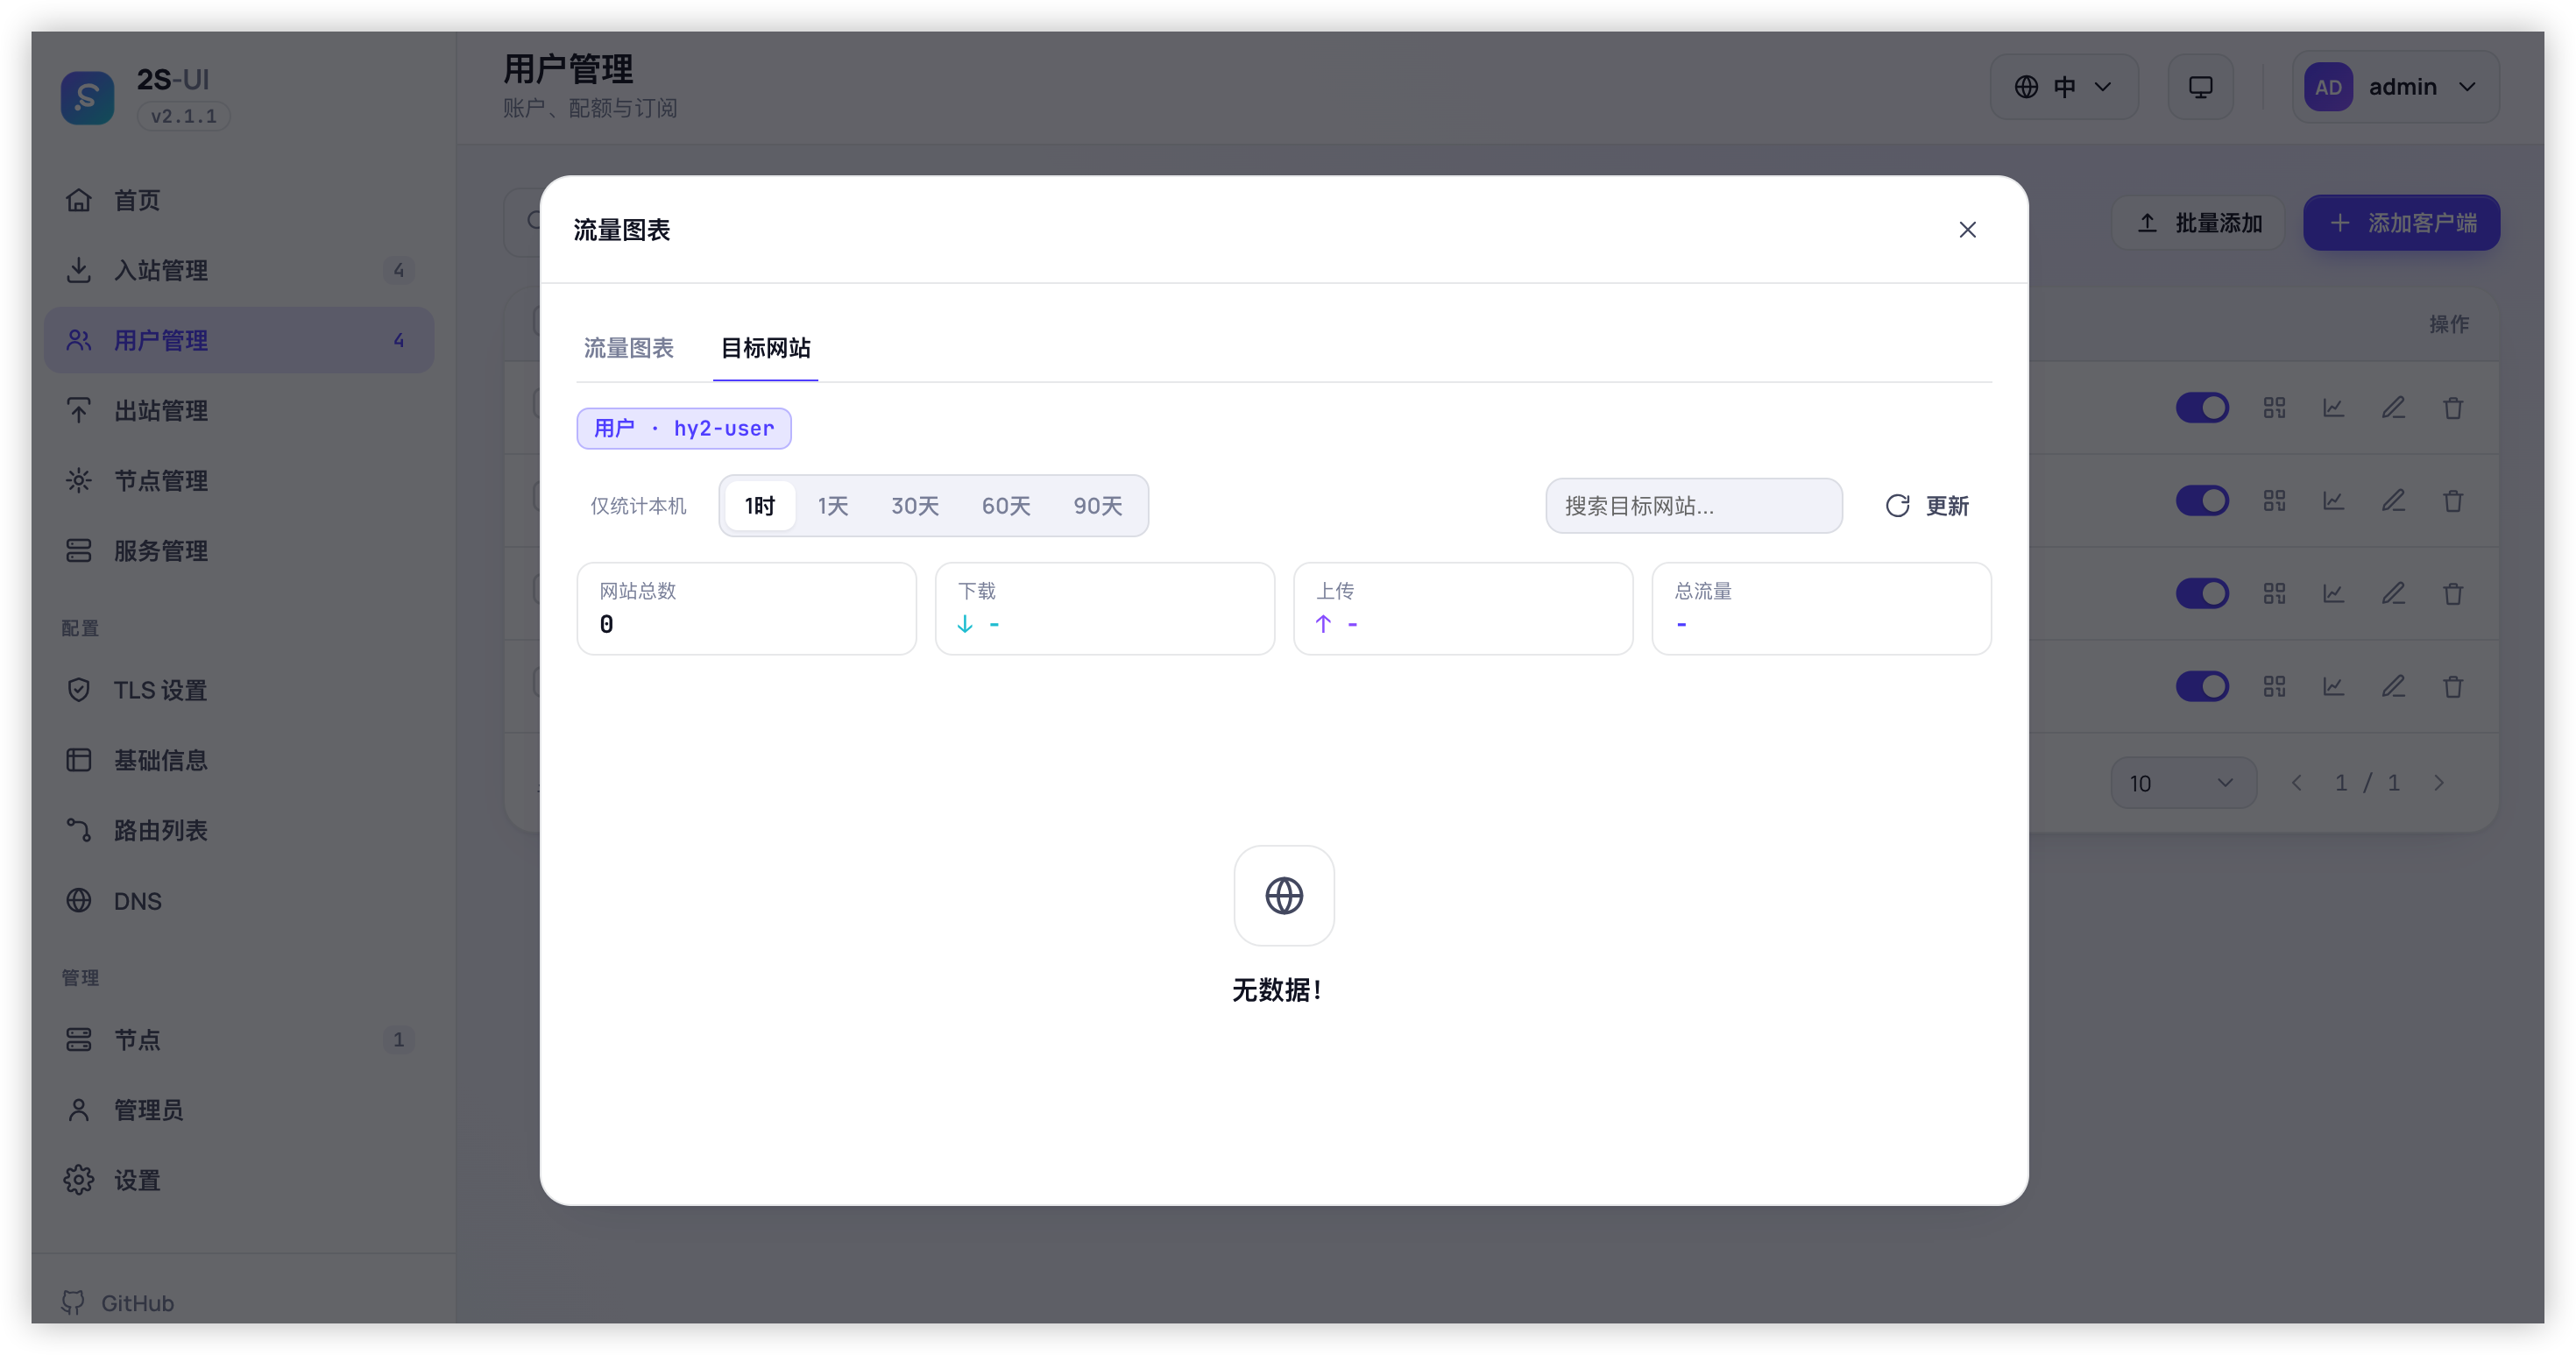 2S-UI
v2.1.1
首页
入站管理 4
用户管理 4
出站管理
节点管理
服务管理
配置
TLS 设置
基础信息
路由列表
DNS
管理
节点 1
管理员
设置
GitHub
用户管理
账户、配额与订阅
中
AD admin
批量添加
添加客户端
操作
10
1 / 1
流量图表
流量图表 目标网站
用户 · hy2-user
仅统计本机 1时 1天 30天 60天 90天
搜索目标网站...
更新
网站总数
0
下载
↓ -
上传
↑ -
总流量
-
无数据!